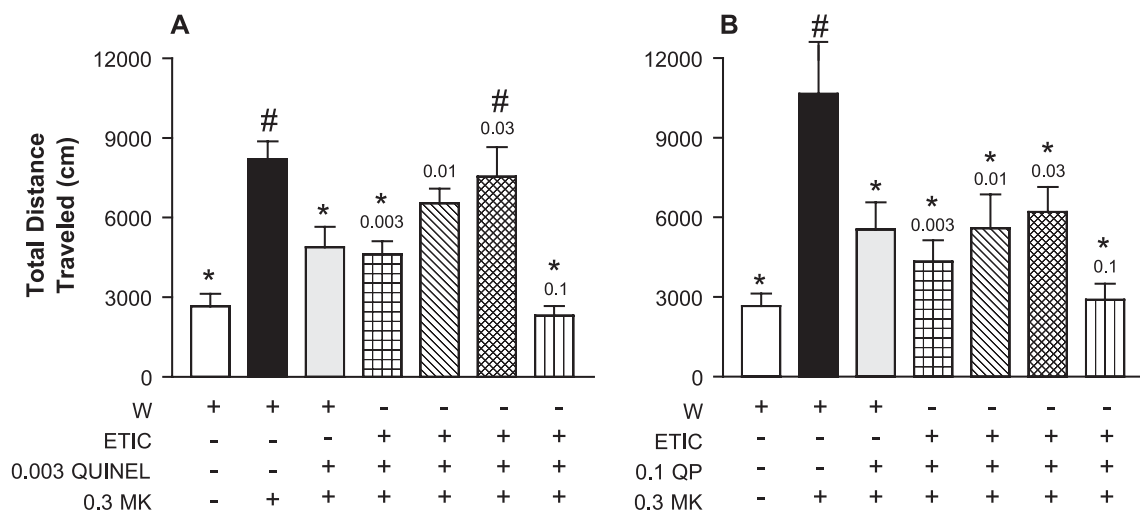 A
B
#
#
12000
12000
#
0.03
*
0.01
*
0.03
9000
9000
0.01
*
*
*
*
0.003
0.003
6000
6000
Total Distance
Traveled (cm)
*
*
*
0.1
*
0.1
3000
3000
0
0
W + + + - - - -
W + + + - - - -
ETIC - - - + + + +
ETIC - - - + + + +
0.003 QUINEL - - + + + + +
0.1 QP - - + + + + +
0.3 MK - + + + + + +
0.3 MK - + + + + + +